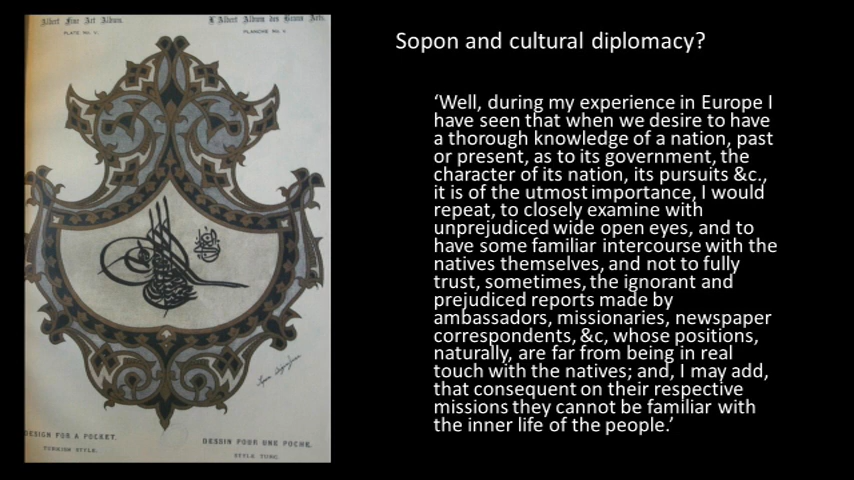 Albert Fine Art Album.
L'Albert Album des Beaux Arts.
PLATE No. V.
PLANCHE No. V.
DESIGN FOR A POCKET.
TURKISH STYLE.
DESSIN POUR UNE POCHE.
STYLE TURC.
Sopon and cultural diplomacy?
‘Well, during my experience in Europe I
have seen that when we desire to have
a thorough knowledge of a nation, past
or present, as to its government, the
character of its nation, its pursuits &c.,
it is of the utmost importance, I would
repeat, to closely examine with
unprejudiced wide open eyes, and to
have some familiar intercourse with the
natives themselves, and not to fully
trust, sometimes, the ignorant and
prejudiced reports made by
ambassadors, missionaries, newspaper
correspondents, &c, whose positions,
naturally, are far from being in real
touch with the natives; and, I may add,
that consequent on their respective
missions they cannot be familiar with
the inner life of the people.’